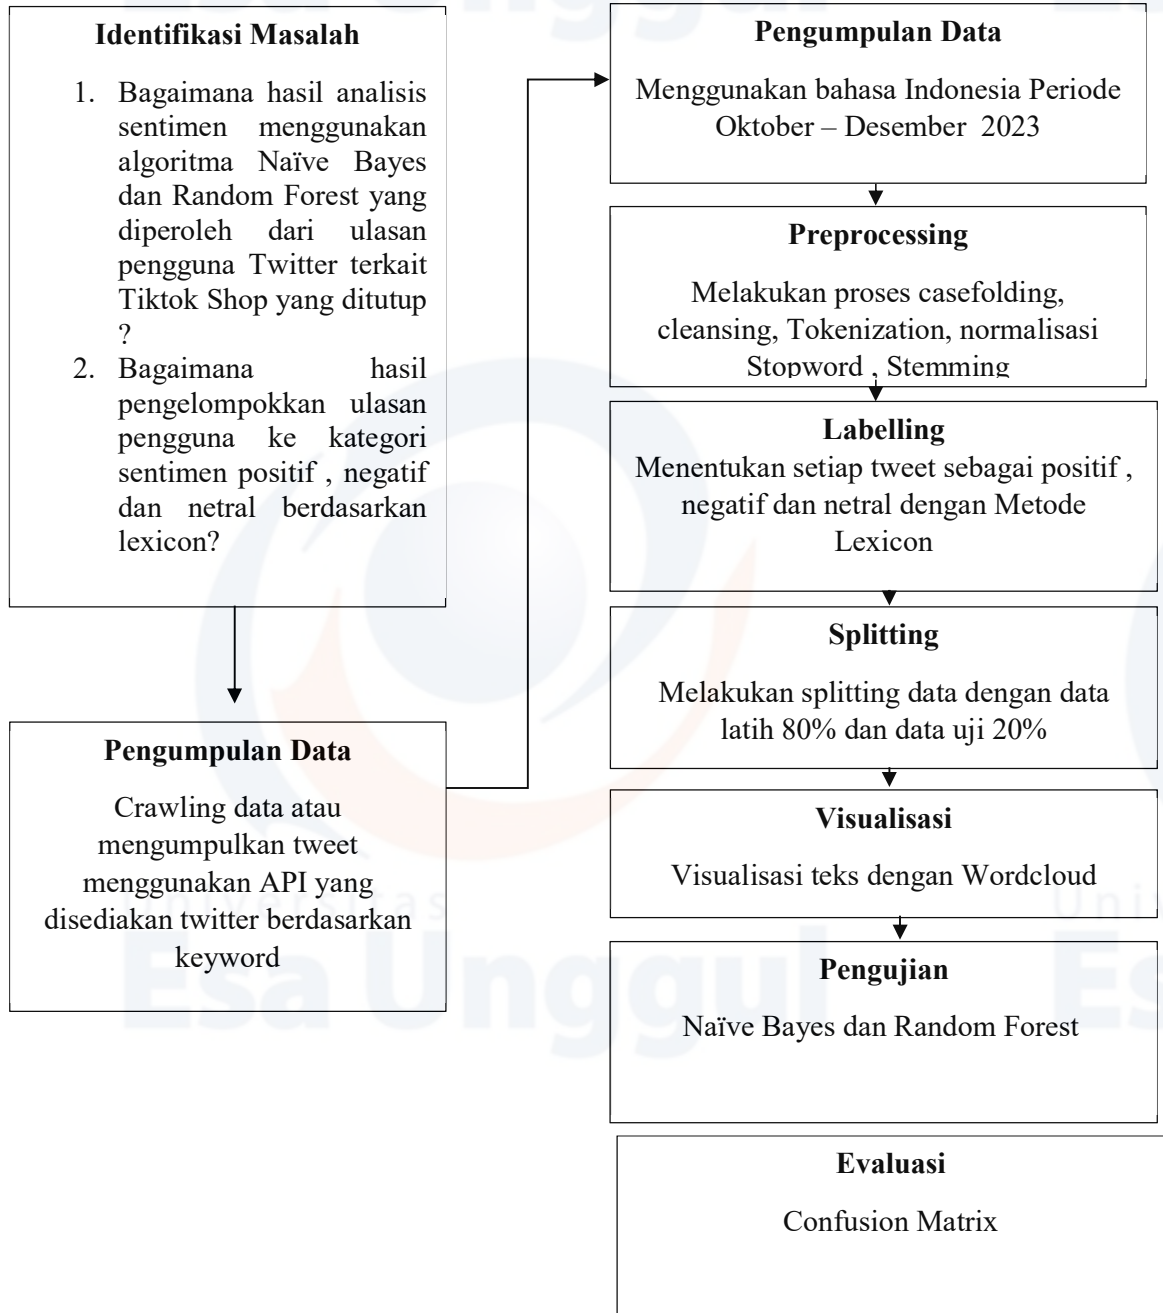 Identifikasi Masalah
1. Bagaimana hasil analisis
sentimen menggunakan
algoritma Naïve Bayes
dan Random Forest yang
diperoleh dari ulasan
pengguna Twitter terkait
Tiktok Shop yang ditutup
?
2. Bagaimana hasil
pengelompokkan ulasan
pengguna ke kategori
sentimen positif , negatif
dan netral berdasarkan
lexicon?
Pengumpulan Data
Crawling data atau
mengumpulkan tweet
menggunakan API yang
disediakan twitter berdasarkan
keyword
Pengumpulan Data
Menggunakan bahasa Indonesia Periode
Oktober – Desember 2023
Preprocessing
Melakukan proses casefolding,
cleansing, Tokenization, normalisasi
Stopword , Stemming
Labelling
Menentukan setiap tweet sebagai positif ,
negatif dan netral dengan Metode
Lexicon
Splitting
Melakukan splitting data dengan data
latih 80% dan data uji 20%
Visualisasi
Visualisasi teks dengan Wordcloud
Pengujian
Naïve Bayes dan Random Forest
Evaluasi
Confusion Matrix
Universitas
Esa Unggul